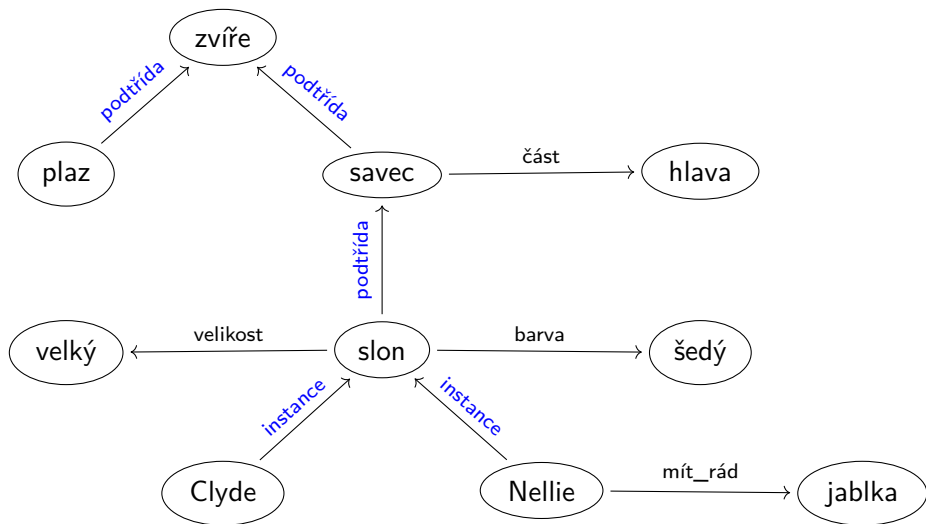 zvíře
podtřída
podtřída
plaz
savec
část
hlava
podtřída
velký
velikost
slon
barva
šedý
instance
instance
Clyde
Nellie
mít_rád
jablka